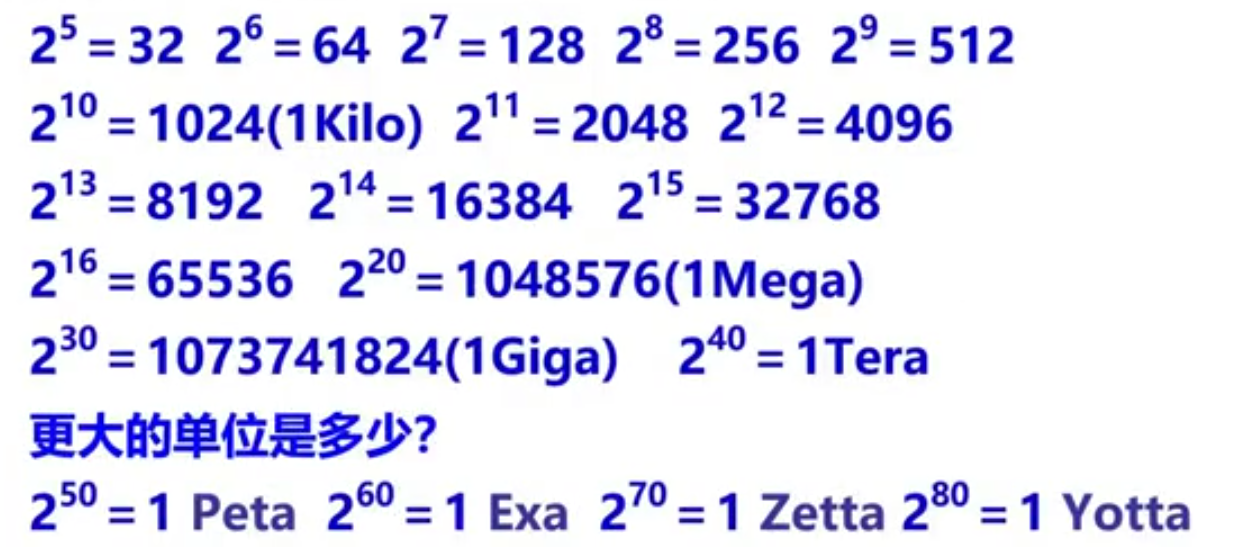 2⁵ = 32 2⁶ = 64 2⁷ = 128 2⁸ = 256 2⁹ = 512
2¹⁰ = 1024(1Kilo) 2¹¹ = 2048 2¹² = 4096
2¹³ = 8192 2¹⁴ = 16384 2¹⁵ = 32768
2¹⁶ = 65536 2²⁰ = 1048576(1Mega)
2³⁰ = 1073741824(1Giga) 2⁴⁰ = 1Tera
更大的单位是多少?
2⁵⁰ = 1 Peta 2⁶⁰ = 1 Exa 2⁷⁰ = 1 Zetta 2⁸⁰ = 1 Yotta